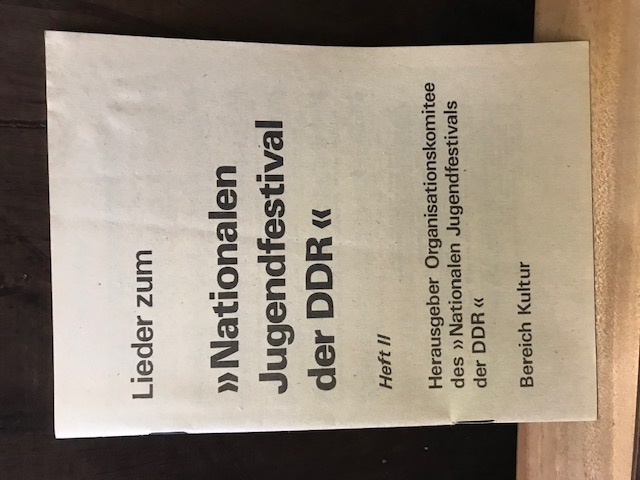 Lieder zum
»Nationalen
Jugendfestival
der DDR«
Heft II
Herausgeber Organisationskomitee
des »Nationalen Jugendfestivals
der DDR«
Bereich Kultur